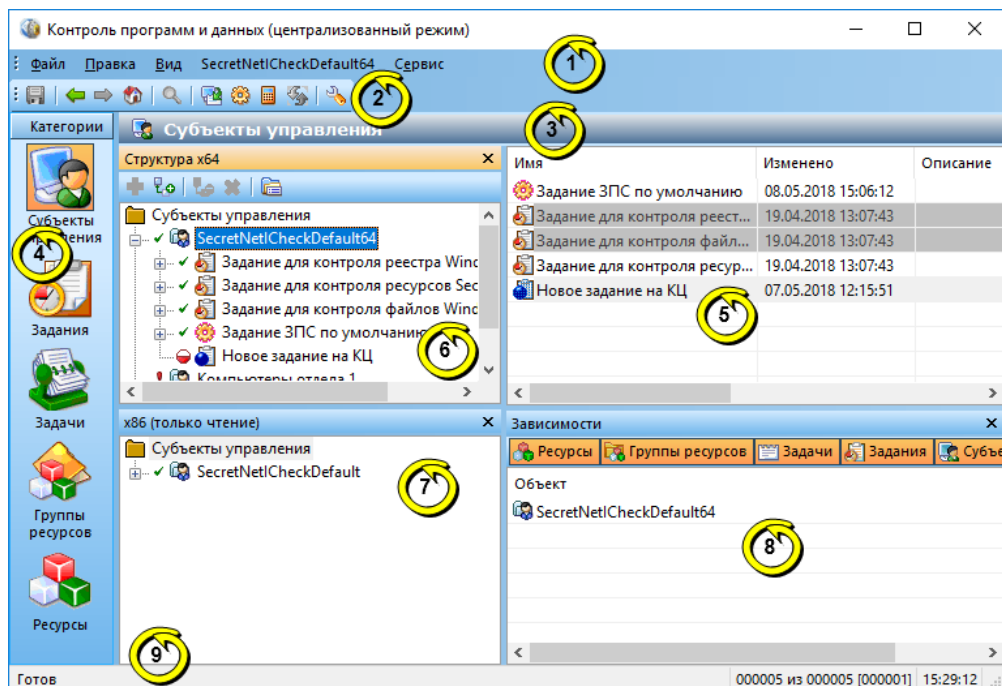 Контроль программ и данных (централизованный режим)
Файл Правка Вид SecretNetICheckDefault64 Сервис
1
2
Категории
Субъекты управления
3
Субъекты
4
Задания
Задачи
Группы
ресурсов
Ресурсы
Структура x64
Субъекты управления
SecretNetICheckDefault64
Задание для контроля реестра Winc
Задание для контроля ресурсов Sec
Задание для контроля файлов Winc
Задание ЗПС по умолчанию
Новое задание на КЦ
6
Компьютеры отдела 1
Имя Изменено Описание
Задание ЗПС по умолчанию 08.05.2018 15:06:12
Задание для контроля реест... 19.04.2018 13:07:43
Задание для контроля файл... 19.04.2018 13:07:43
Задание для контроля ресур... 19.04.2018 13:07:43
Новое задание на КЦ 07.05.2018 12:15:51
5
x86 (только чтение)
Субъекты управления
SecretNetICheckDefault
7
Зависимости
Ресурсы Группы ресурсов Задачи Задания Субъе
Объект
SecretNetICheckDefault64
8
9
Готов
000005 из 000005 [000001] 15:29:12